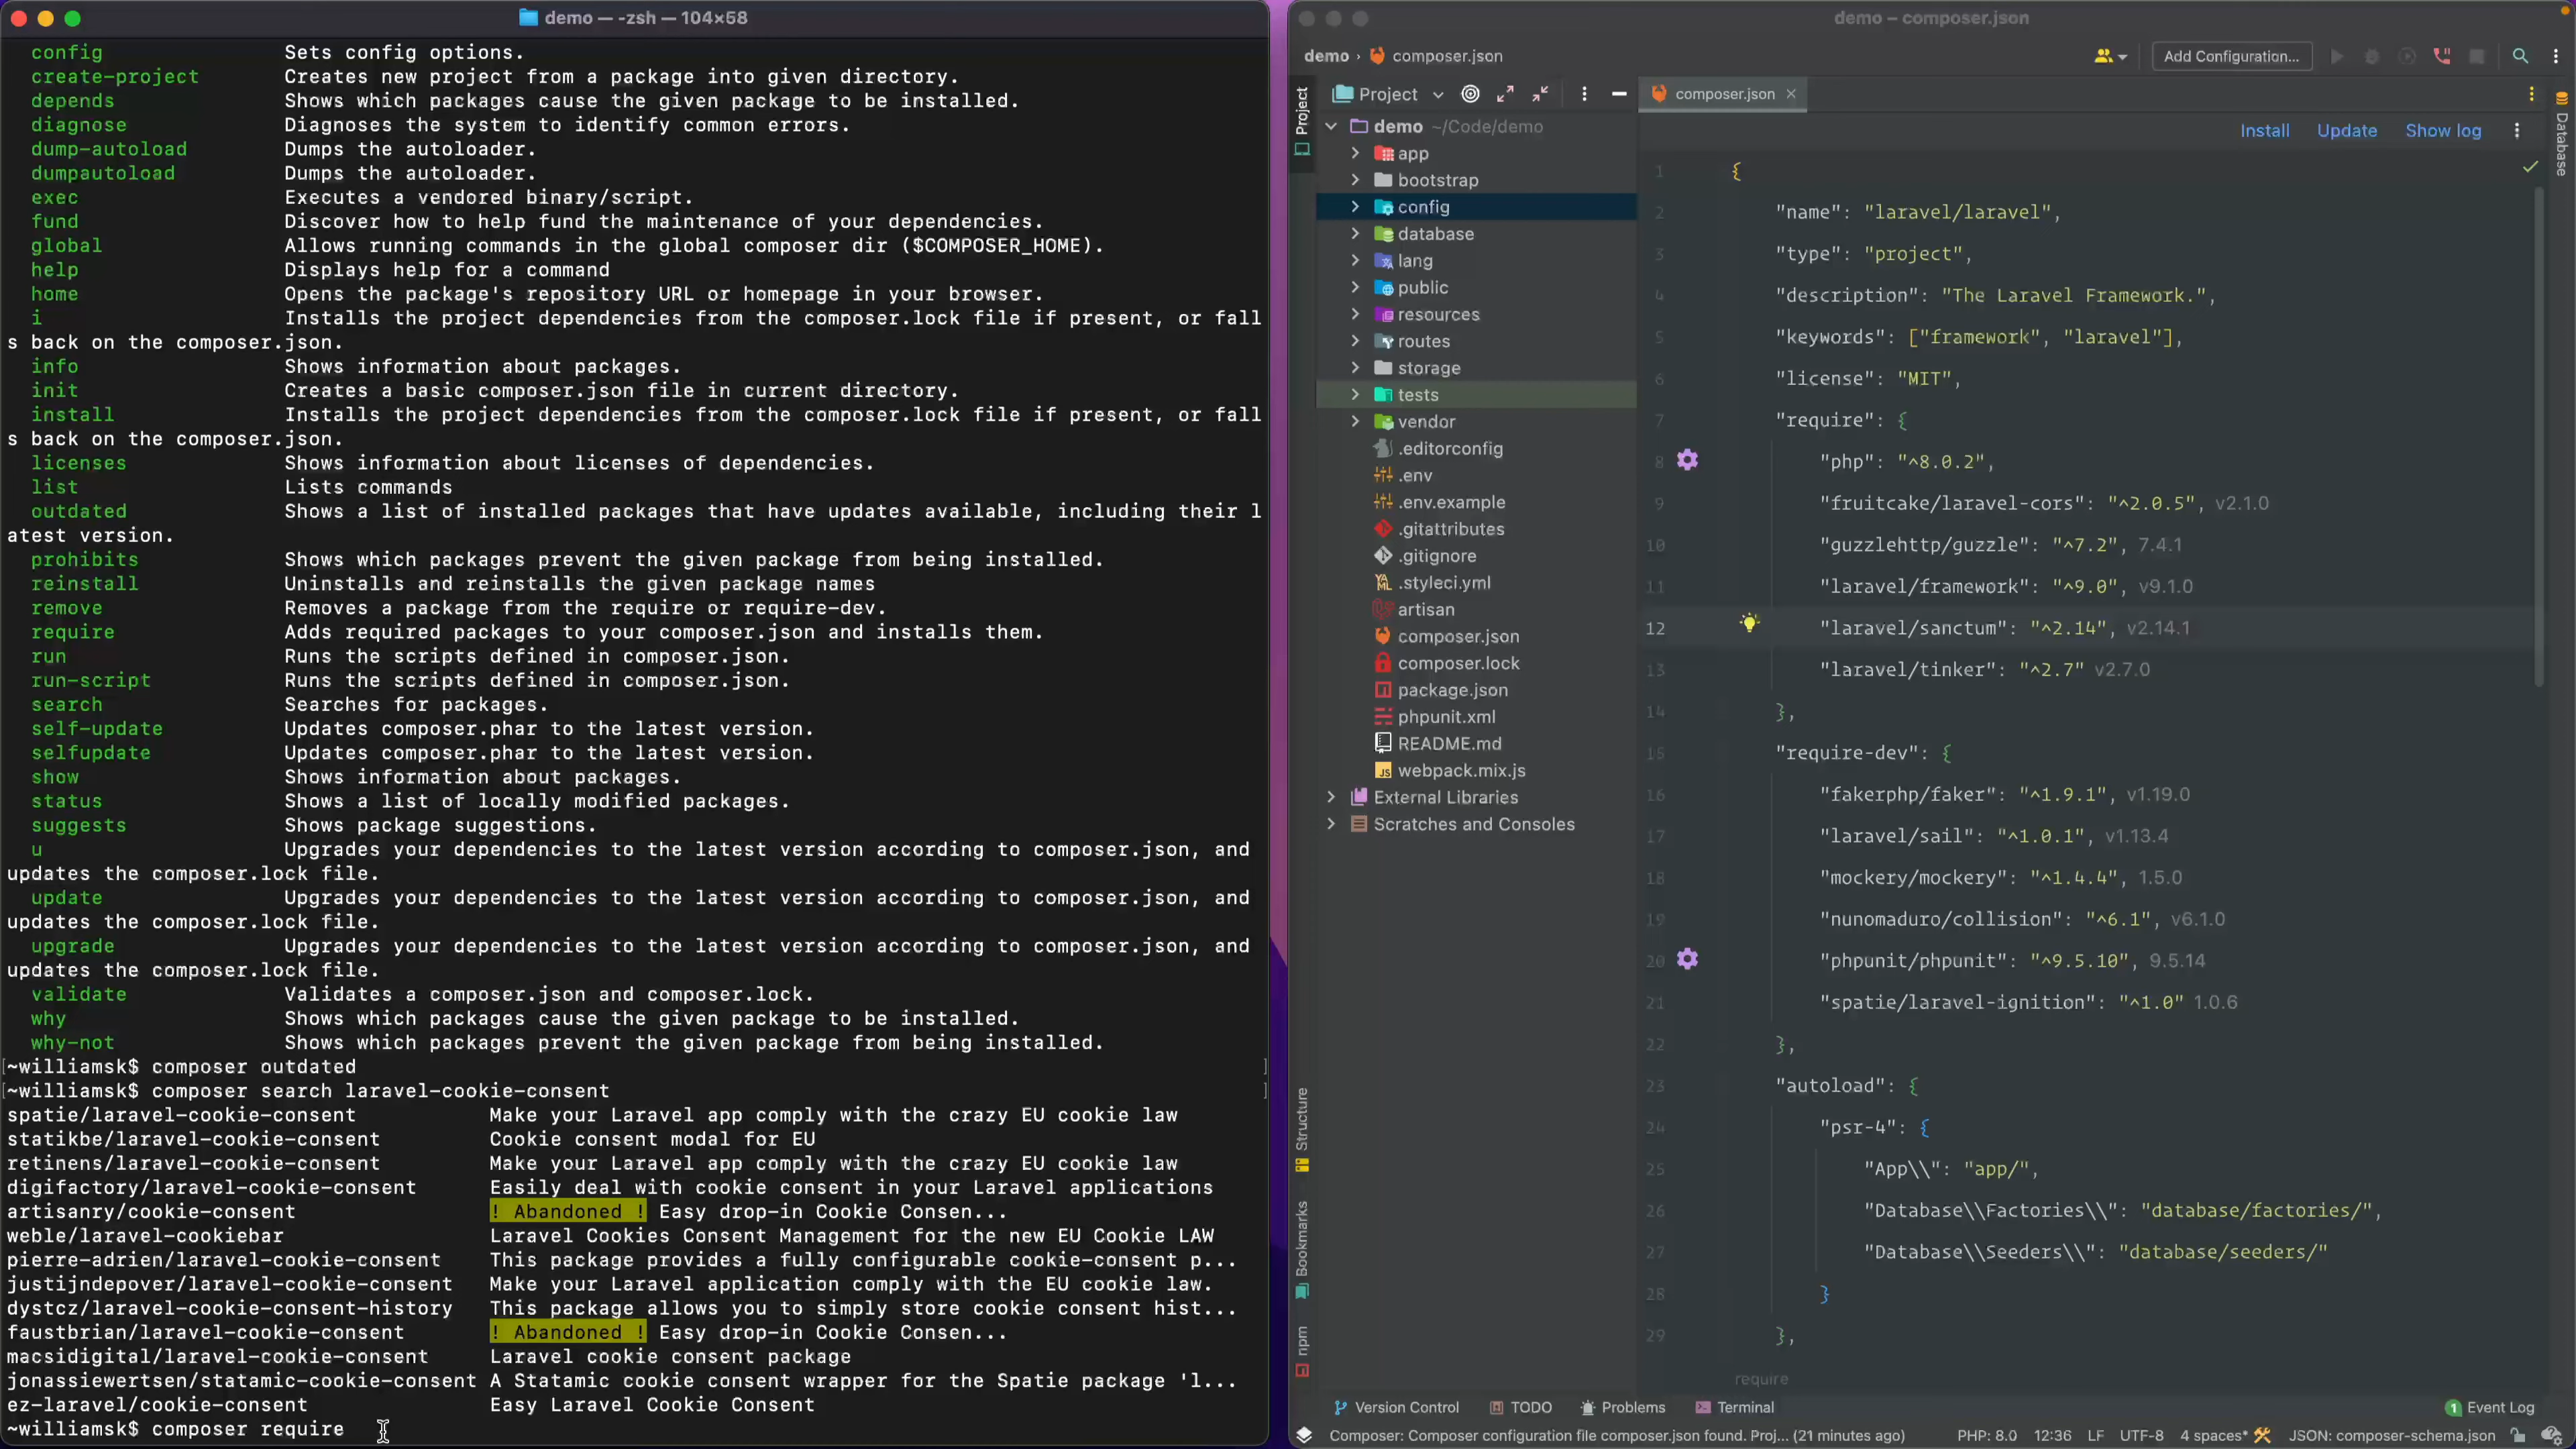 demo — -zsh — 104×58
config Sets config options.
create-project Creates new project from a package into given directory.
depends Shows which packages cause the given package to be installed.
diagnose Diagnoses the system to identify common errors.
dump-autoload Dumps the autoloader.
dumpautoload Dumps the autoloader.
exec Executes a vendored binary/script.
fund Discover how to help fund the maintenance of your dependencies.
global Allows running commands in the global composer dir ($COMPOSER_HOME).
help Displays help for a command
home Opens the package's repository URL or homepage in your browser.
i Installs the project dependencies from the composer.lock file if present, or fall
s back on the composer.json.
info Shows information about packages.
init Creates a basic composer.json file in current directory.
install Installs the project dependencies from the composer.lock file if present, or fall
s back on the composer.json.
licenses Shows information about licenses of dependencies.
list Lists commands
outdated Shows a list of installed packages that have updates available, including their l
atest version.
prohibits Shows which packages prevent the given package from being installed.
reinstall Uninstalls and reinstalls the given package names
remove Removes a package from the require or require-dev.
require Adds required packages to your composer.json and installs them.
run Runs the scripts defined in composer.json.
run-script Runs the scripts defined in composer.json.
search Searches for packages.
self-update Updates composer.phar to the latest version.
selfupdate Updates composer.phar to the latest version.
show Shows information about packages.
status Shows a list of locally modified packages.
suggests Shows package suggestions.
u Upgrades your dependencies to the latest version according to composer.json, and
updates the composer.lock file.
update Upgrades your dependencies to the latest version according to composer.json, and
updates the composer.lock file.
upgrade Upgrades your dependencies to the latest version according to composer.json, and
updates the composer.lock file.
validate Validates a composer.json and composer.lock.
why Shows which packages cause the given package to be installed.
why-not Shows which packages prevent the given package from being installed.
[~williamsk$ composer outdated ]
[~williamsk$ composer search laravel-cookie-consent ]
spatie/laravel-cookie-consent Make your Laravel app comply with the crazy EU cookie law
statikbe/laravel-cookie-consent Cookie consent modal for EU
retinens/laravel-cookie-consent Make your Laravel app comply with the crazy EU cookie law
digifactory/laravel-cookie-consent Easily deal with cookie consent in your Laravel applications
artisanry/cookie-consent ! Abandoned ! Easy drop-in Cookie Consen...
weble/laravel-cookiebar Laravel Cookies Consent Management for the new EU Cookie LAW
pierre-adrien/laravel-cookie-consent This package provides a fully configurable cookie-consent p...
justijndepover/laravel-cookie-consent Make your Laravel application comply with the EU cookie law.
dystcz/laravel-cookie-consent-history This package allows you to simply store cookie consent hist...
faustbrian/laravel-cookie-consent ! Abandoned ! Easy drop-in Cookie Consen...
macsidigital/laravel-cookie-consent Laravel cookie consent package
jonassiewertsen/statamic-cookie-consent A Statamic cookie consent wrapper for the Spatie package 'l...
ez-laravel/cookie-consent Easy Laravel Cookie Consent
~williamsk$ composer require
demo – composer.json
demo › composer.json
Add Configuration...
Project
Project
demo ~/Code/demo
app
bootstrap
config
database
lang
public
resources
routes
storage
tests
vendor
.editorconfig
.env
.env.example
.gitattributes
.gitignore
.styleci.yml
artisan
composer.json
composer.lock
package.json
phpunit.xml
README.md
webpack.mix.js
External Libraries
Scratches and Consoles
Structure
Bookmarks
npm
composer.json
Install Update Show log
Database
1 {
2 "name": "laravel/laravel",
3 "type": "project",
4 "description": "The Laravel Framework.",
5 "keywords": ["framework", "laravel"],
6 "license": "MIT",
7 "require": {
8 "php": "^8.0.2",
9 "fruitcake/laravel-cors": "^2.0.5", v2.1.0
10 "guzzlehttp/guzzle": "^7.2", 7.4.1
11 "laravel/framework": "^9.0", v9.1.0
12 "laravel/sanctum": "^2.14", v2.14.1
13 "laravel/tinker": "^2.7" v2.7.0
14 },
15 "require-dev": {
16 "fakerphp/faker": "^1.9.1", v1.19.0
17 "laravel/sail": "^1.0.1", v1.13.4
18 "mockery/mockery": "^1.4.4", 1.5.0
19 "nunomaduro/collision": "^6.1", v6.1.0
20 "phpunit/phpunit": "^9.5.10", 9.5.14
21 "spatie/laravel-ignition": "^1.0" 1.0.6
22 },
23 "autoload": {
24 "psr-4": {
25 "App\\": "app/",
26 "Database\\Factories\\": "database/factories/",
27 "Database\\Seeders\\": "database/seeders/"
28 }
29 },
require
Version Control TODO Problems Terminal 1 Event Log
Composer: Composer configuration file composer.json found. Proj... (21 minutes ago) PHP: 8.0 12:36 LF UTF-8 4 spaces* JSON: composer-schema.json